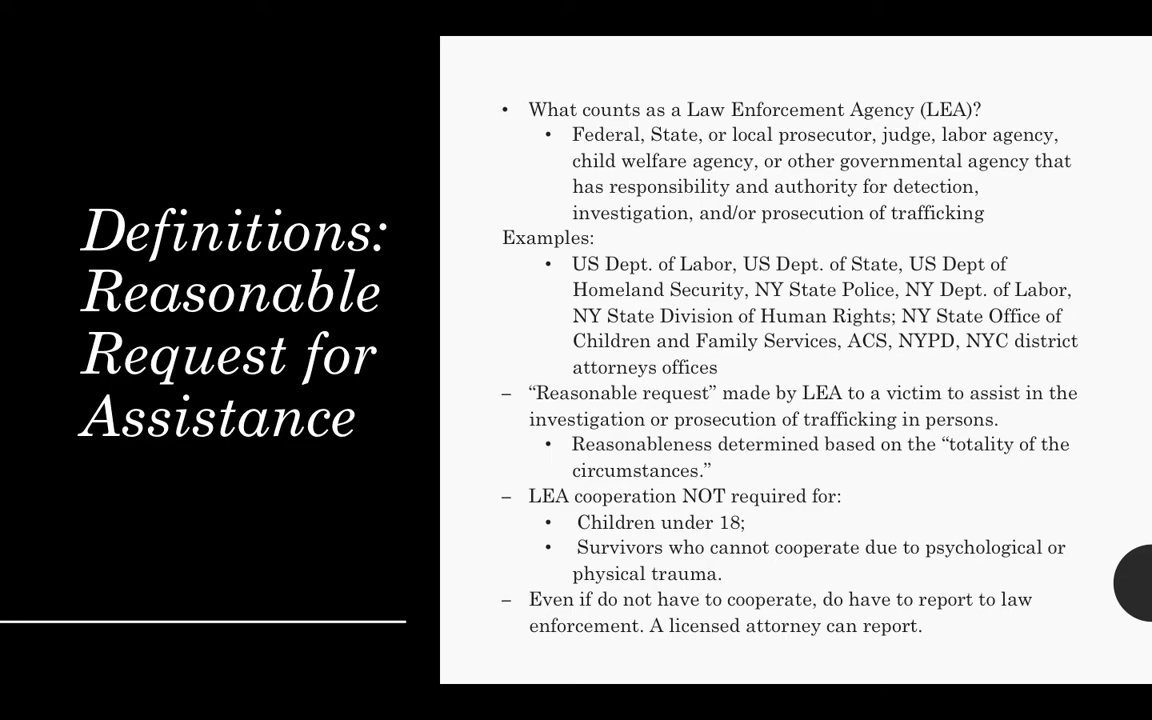 Definitions:
Reasonable
Request for
Assistance
• What counts as a Law Enforcement Agency (LEA)?
• Federal, State, or local prosecutor, judge, labor agency,
child welfare agency, or other governmental agency that
has responsibility and authority for detection,
investigation, and/or prosecution of trafficking
Examples:
• US Dept. of Labor, US Dept. of State, US Dept of
Homeland Security, NY State Police, NY Dept. of Labor,
NY State Division of Human Rights; NY State Office of
Children and Family Services, ACS, NYPD, NYC district
attorneys offices
– “Reasonable request” made by LEA to a victim to assist in the
investigation or prosecution of trafficking in persons.
• Reasonableness determined based on the “totality of the
circumstances.”
– LEA cooperation NOT required for:
• Children under 18;
• Survivors who cannot cooperate due to psychological or
physical trauma.
– Even if do not have to cooperate, do have to report to law
enforcement. A licensed attorney can report.